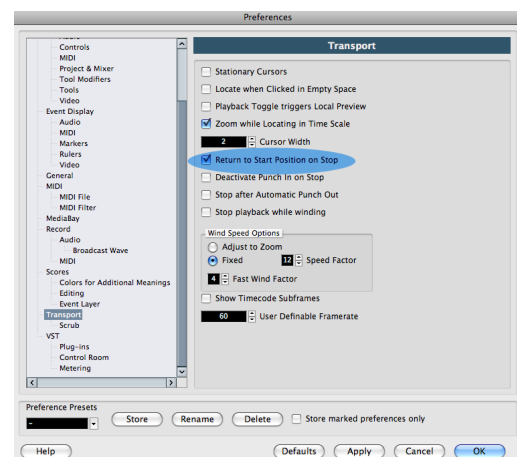 Preferences
Controls
MIDI
Project & Mixer
Tool Modifiers
Tools
Video
Event Display
Audio
MIDI
Markers
Rulers
Video
General
MIDI
MIDI File
MIDI Filter
MediaBay
Record
Audio
Broadcast Wave
MIDI
Scores
Colors for Additional Meanings
Editing
Event Layer
Transport
Scrub
VST
Plug-ins
Control Room
Metering
Transport
Stationary Cursors
Locate when Clicked in Empty Space
Playback Toggle triggers Local Preview
Zoom while Locating in Time Scale
2 Cursor Width
Return to Start Position on Stop
Deactivate Punch In on Stop
Stop after Automatic Punch Out
Stop playback while winding
Wind Speed Options
Adjust to Zoom
Fixed 12 Speed Factor
4 Fast Wind Factor
Show Timecode Subframes
60 User Definable Framerate
Preference Presets
- Store Rename Delete Store marked preferences only
Help Defaults Apply Cancel OK